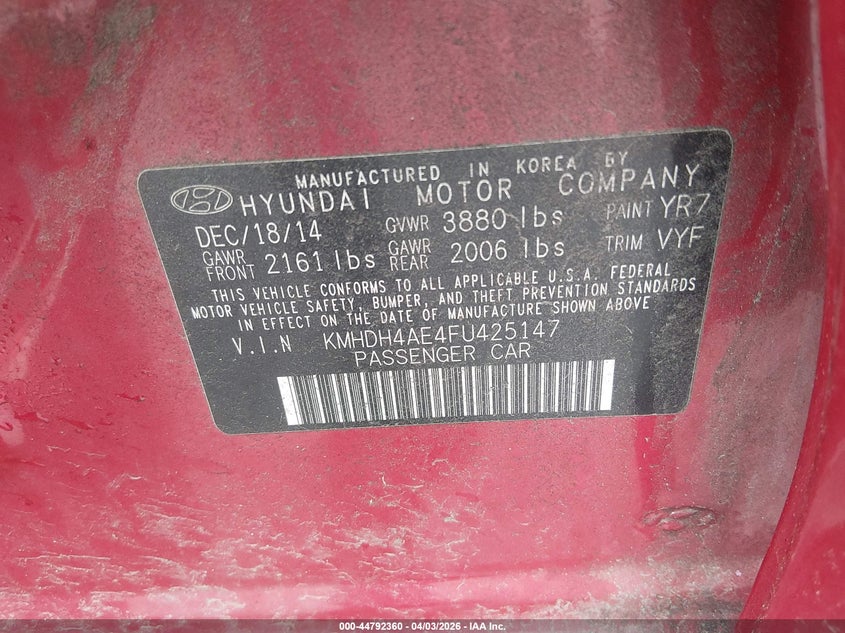 MANUFACTURED IN KOREA BY
HYUNDAI MOTOR COMPANY
DEC/18/14 GVWR 3880 lbs PAINT YR7
GAWR FRONT 2161 lbs GAWR REAR 2006 lbs TRIM VYF
THIS VEHICLE CONFORMS TO ALL APPLICABLE U.S.A. FEDERAL
MOTOR VEHICLE SAFETY, BUMPER, AND THEFT PREVENTION STANDARDS
IN EFFECT ON THE DATE OF MANUFACTURE SHOWN ABOVE
V.I.N KMHDH4AE4FU425147
PASSENGER CAR
000-44792360 - 04/03/2026 - IAA Inc.